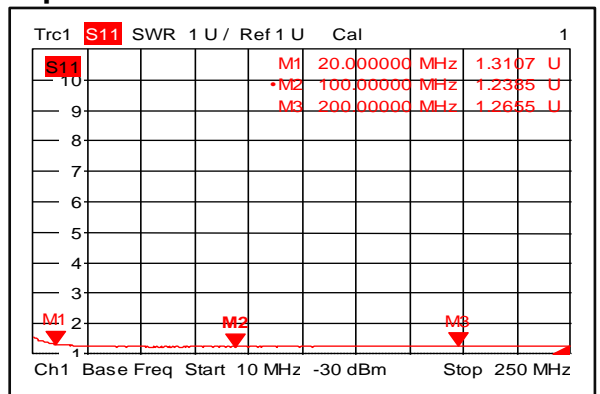 Trc1 S11 SWR 1 U / Ref 1 U Cal 1
S11
M1 20.000000 MHz 1.3107 U
10
•M2 100.00000 MHz 1.2385 U
9
M3 200.00000 MHz 1.2655 U
8
7
6
5
4
3
M1 M2 M3
2
1
Ch1 Base Freq Start 10 MHz -30 dBm Stop 250 MHz